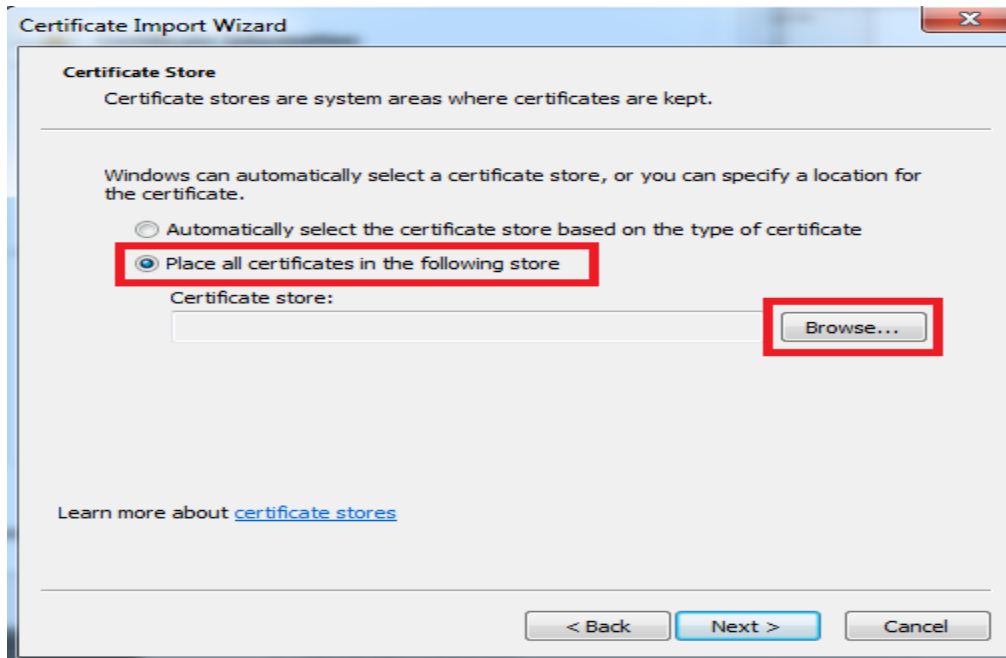 Certificate Import Wizard
Certificate Store
Certificate stores are system areas where certificates are kept.
Windows can automatically select a certificate store, or you can specify a location for
the certificate.
Automatically select the certificate store based on the type of certificate
Place all certificates in the following store
Certificate store:
Browse...
Learn more about certificate stores
< Back
Next >
Cancel